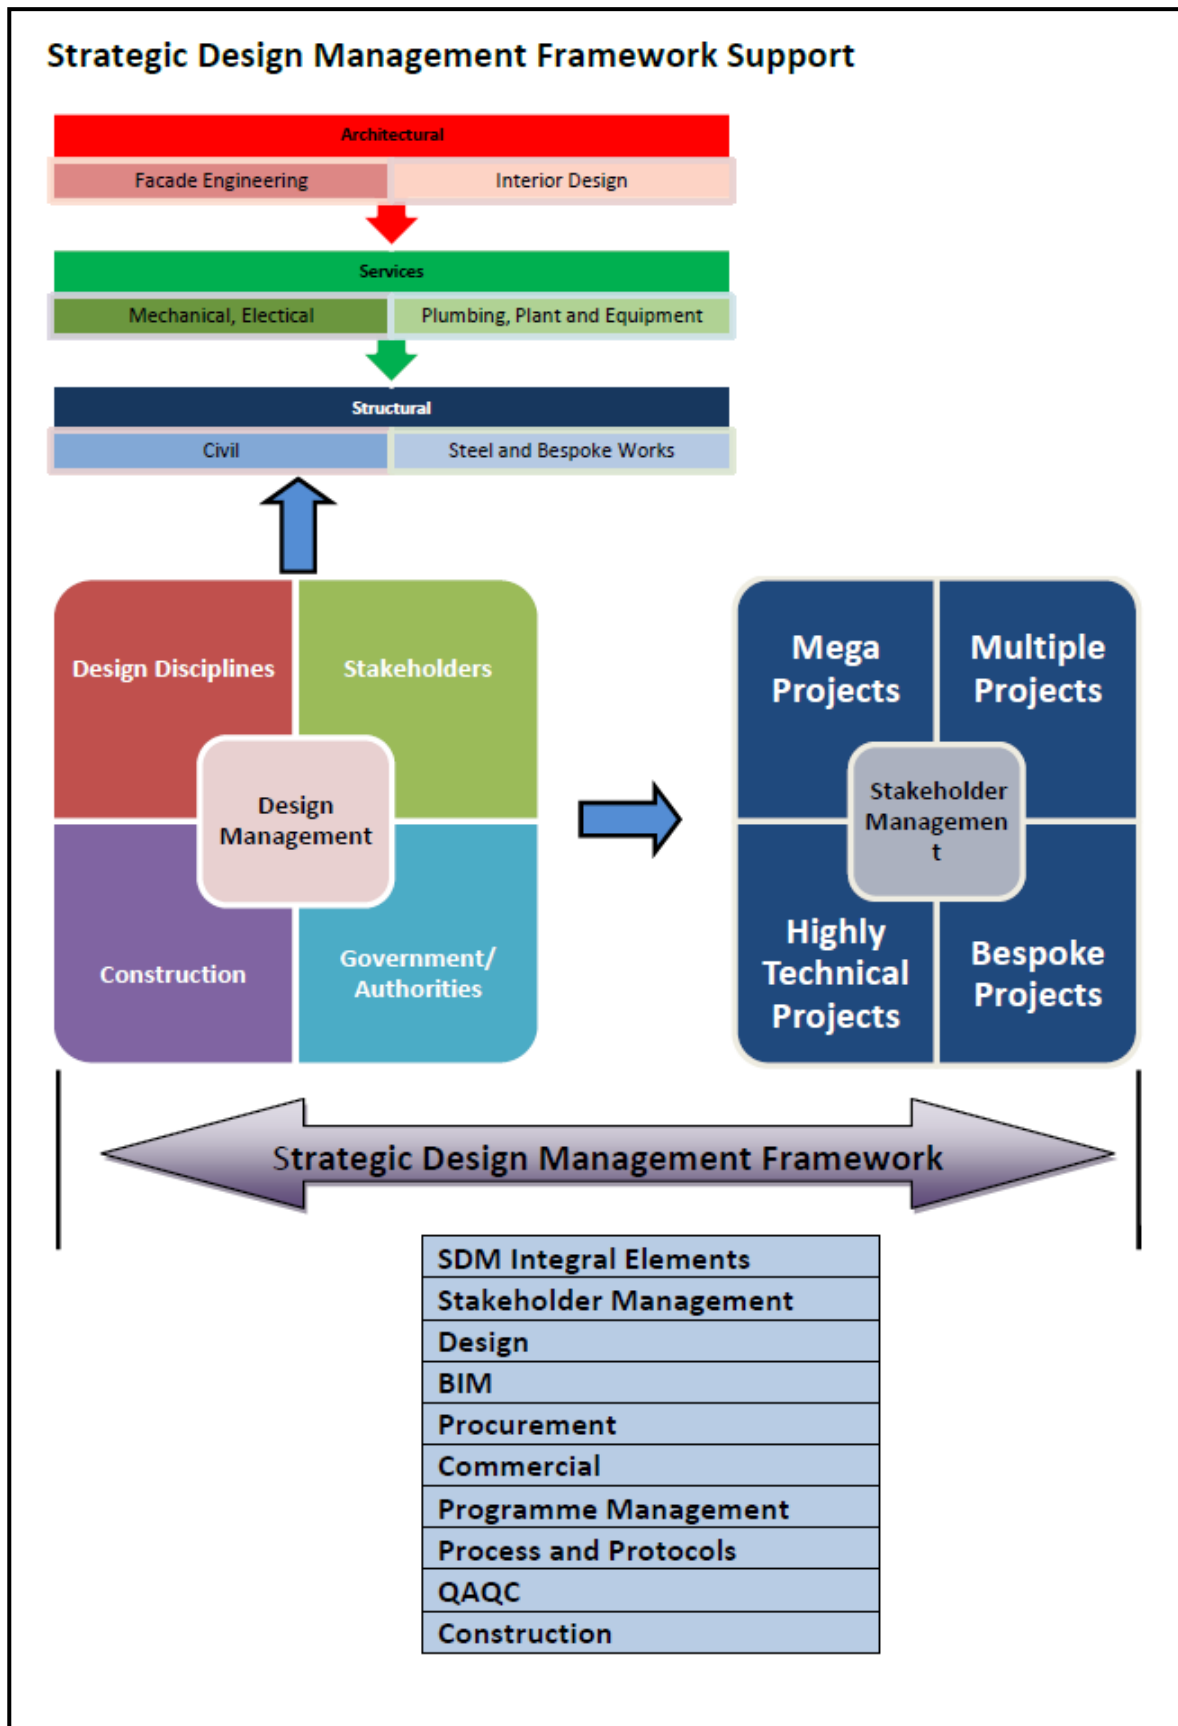 Strategic Design Management Framework Support
Architectural
Facade Engineering
Interior Design
Services
Mechanical, Electical
Plumbing, Plant and Equipment
Structural
Civil
Steel and Bespoke Works
Design Disciplines
Stakeholders
Design
Management
Construction
Government/
Authorities
Mega
Projects
Multiple
Projects
Stakeholder
Managemen
t
Highly
Technical
Projects
Bespoke
Projects
Strategic Design Management Framework
SDM Integral Elements
Stakeholder Management
Design
BIM
Procurement
Commercial
Programme Management
Process and Protocols
QAQC
Construction